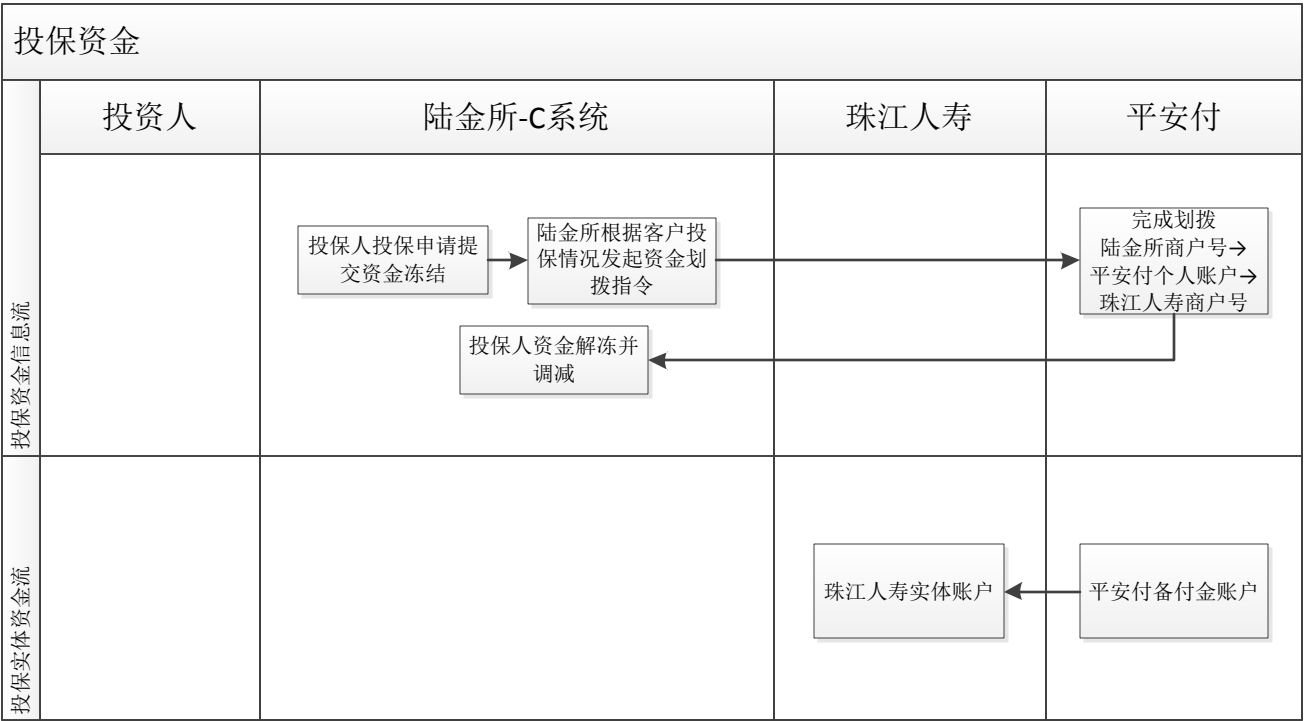 投保资金
投资人
陆金所-C系统
珠江人寿
平安付
投保资金信息流
投保人投保申请提
交资金冻结
陆金所根据客户投
保情况发起资金划
拨指令
完成划拨
陆金所商户号→
平安付个人账户→
珠江人寿商户号
投保人资金解冻并
调减
投保实体资金流
珠江人寿实体账户
平安付备付金账户